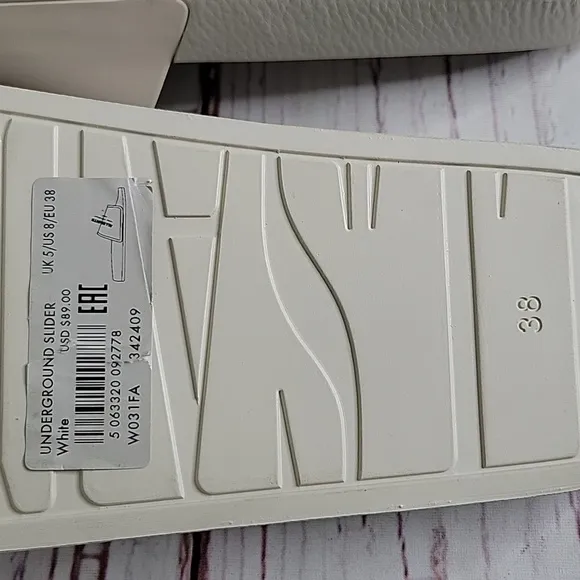 UNDERGROUND SLIDER
White
USD $89.00
UK 5/US 8/EU 38
EAC
5 063320 092778
W031FA
342409
38